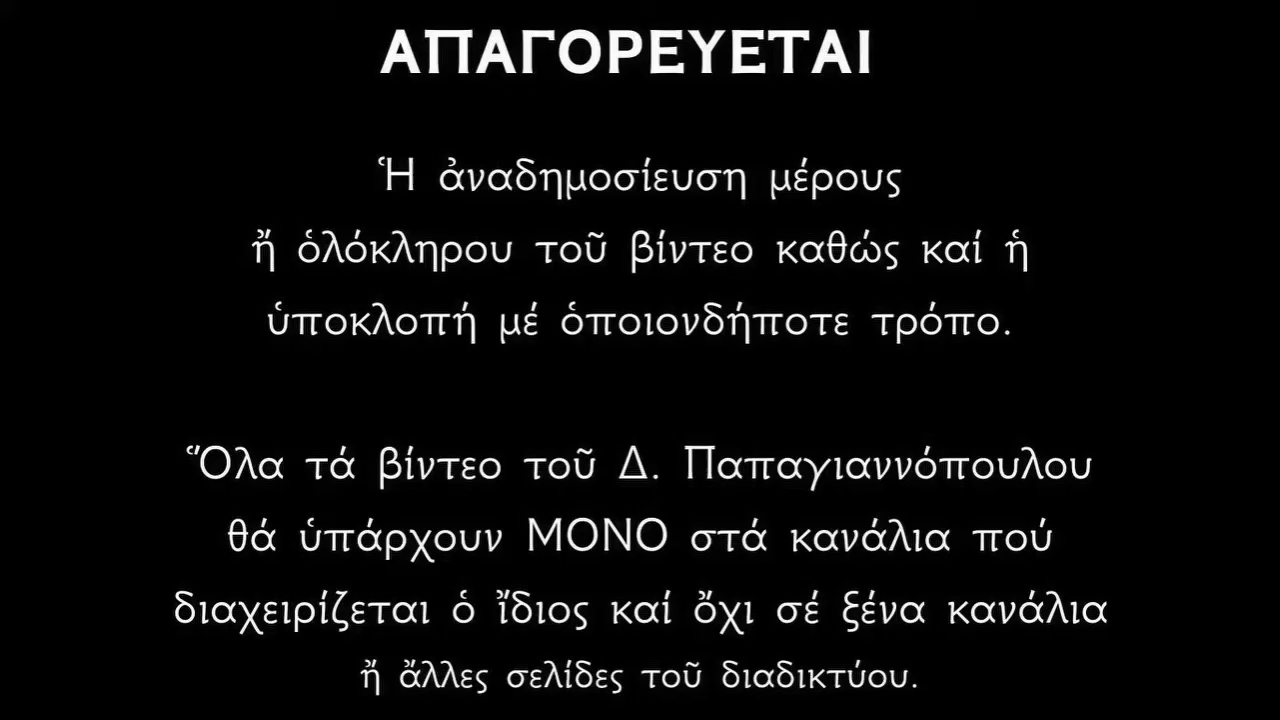 ΑΠΑΓΟΡΕΥΕΤΑΙ
Ἡ ἀναδημοσίευση μέρους
ἤ ὁλόκληρου τοῦ βίντεο καθώς καί ἡ
ὑποκλοπή μέ ὁποιονδήποτε τρόπο.
Ὅλα τά βίντεο τοῦ Δ. Παπαγιαννόπουλου
θά ὑπάρχουν ΜΟΝΟ στά κανάλια πού
διαχειρίζεται ὁ ἴδιος καί ὄχι σέ ξένα κανάλια
ἤ ἄλλες σελίδες τοῦ διαδικτύου.